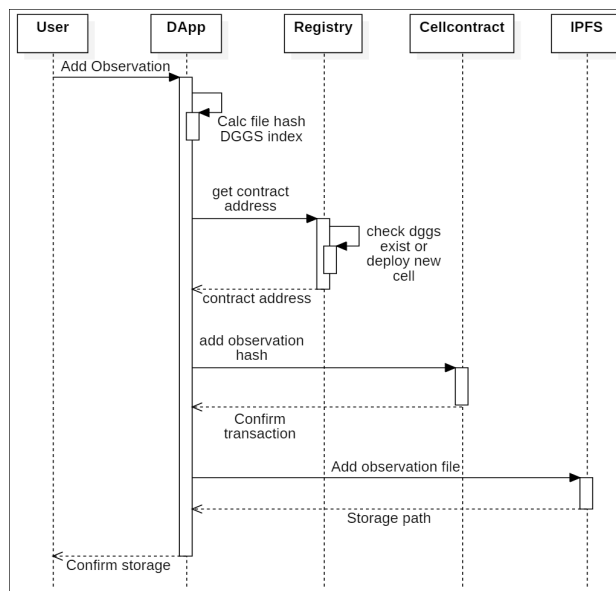 User
DApp
Registry
Cellcontract
IPFS
Add Observation
Calc file hash
DGGS index
get contract
address
check dggs
exist or
deploy new
cell
contract address
add observation
hash
Confirm
transaction
Add observation file
Storage path
Confirm storage